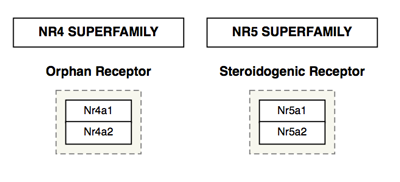 NR4 SUPERFAMILY
NR5 SUPERFAMILY
Orphan Receptor
Steroidogenic Receptor
Nr4a1
Nr4a2
Nr5a1
Nr5a2